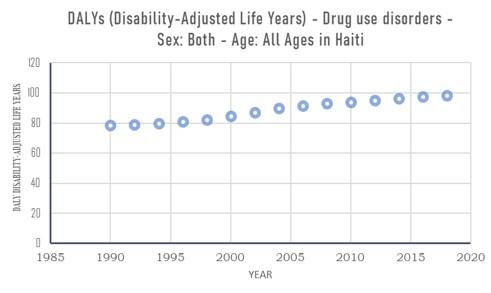 DALYs (Disability-Adjusted Life Years) - Drug use disorders -
Sex: Both - Age: All Ages in Haiti
DALY DISABILITY-ADJUSTED LIFE YEARS
120
100
80
60
40
20
0
1985 1990 1995 2000 2005 2010 2015 2020
YEAR